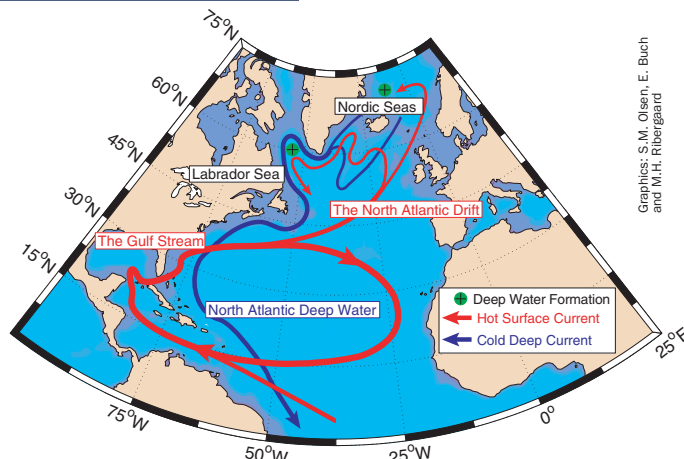 75°N
60°N
45°N
30°N
15°N
Nordic Seas
Labrador Sea
The North Atlantic Drift
The Gulf Stream
North Atlantic Deep Water
Deep Water Formation
Hot Surface Current
Cold Deep Current
75°W
50°W
25°W
0°
25°E
Graphics: S.M. Olsen, E. Buch
and M.H. Ribergaard